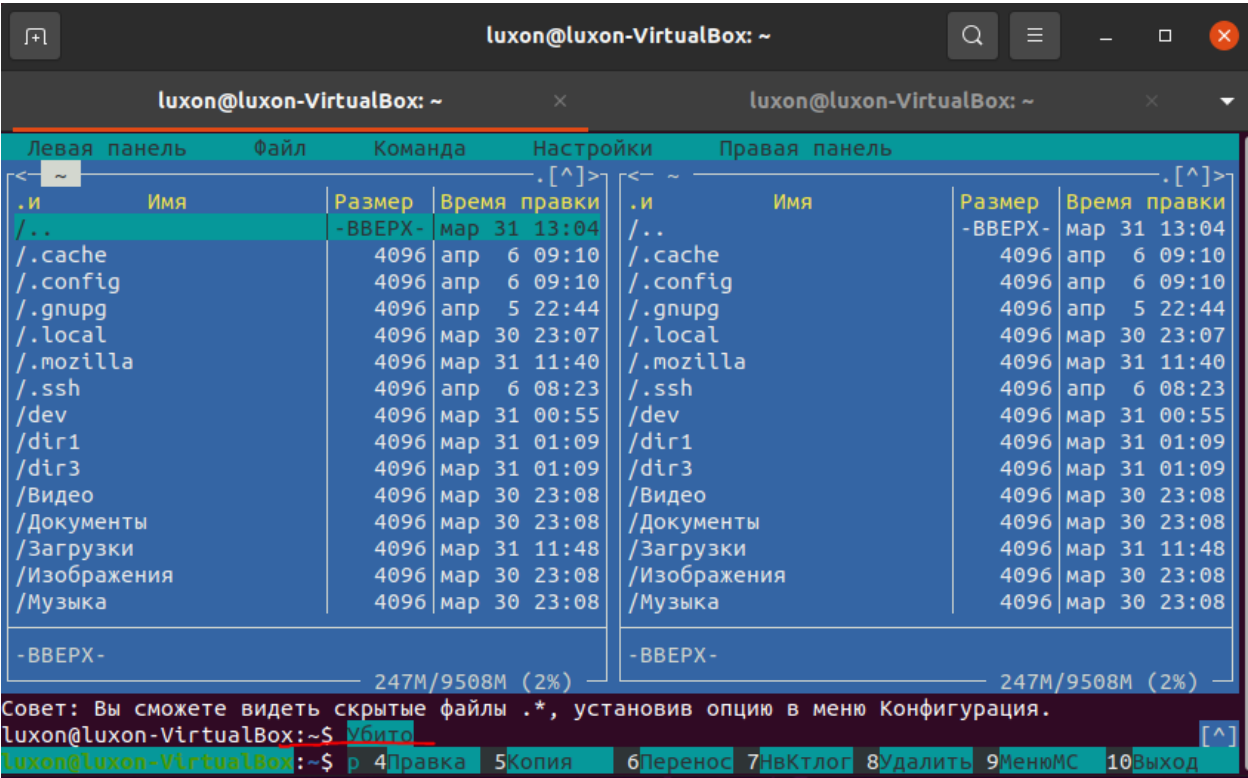 luxon@luxon-VirtualBox: ~
luxon@luxon-VirtualBox: ~ × luxon@luxon-VirtualBox: ~ ×
Левая панель Файл Команда Настройки Правая панель
<─ ~ .[^]> <─ ~ .[^]>
.и Имя Размер Время правки .и Имя Размер Время правки
/.. -ВВЕРХ- мар 31 13:04 /.. -ВВЕРХ- мар 31 13:04
/.cache 4096 апр 6 09:10 /.cache 4096 апр 6 09:10
/.config 4096 апр 6 09:10 /.config 4096 апр 6 09:10
/.gnupg 4096 апр 5 22:44 /.gnupg 4096 апр 5 22:44
/.local 4096 мар 30 23:07 /.local 4096 мар 30 23:07
/.mozilla 4096 мар 31 11:40 /.mozilla 4096 мар 31 11:40
/.ssh 4096 апр 6 08:23 /.ssh 4096 апр 6 08:23
/dev 4096 мар 31 00:55 /dev 4096 мар 31 00:55
/dir1 4096 мар 31 01:09 /dir1 4096 мар 31 01:09
/dir3 4096 мар 31 01:09 /dir3 4096 мар 31 01:09
/Видео 4096 мар 30 23:08 /Видео 4096 мар 30 23:08
/Документы 4096 мар 30 23:08 /Документы 4096 мар 30 23:08
/Загрузки 4096 мар 31 11:48 /Загрузки 4096 мар 31 11:48
/Изображения 4096 мар 30 23:08 /Изображения 4096 мар 30 23:08
/Музыка 4096 мар 30 23:08 /Музыка 4096 мар 30 23:08
-ВВЕРХ- -ВВЕРХ-
247M/9508M (2%) 247M/9508M (2%)
Совет: Вы сможете видеть скрытые файлы .*, установив опцию в меню Конфигурация.
luxon@luxon-VirtualBox:~$ Убито [^]
luxon@luxon-VirtualBox:~$ р 4Правка 5Копия 6Перенос 7НвКтлог 8Удалить 9МенюMC 10Выход